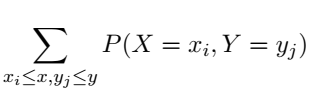 ∑_{x_i≤x, y_j≤y} P(X = x_i, Y = y_j)